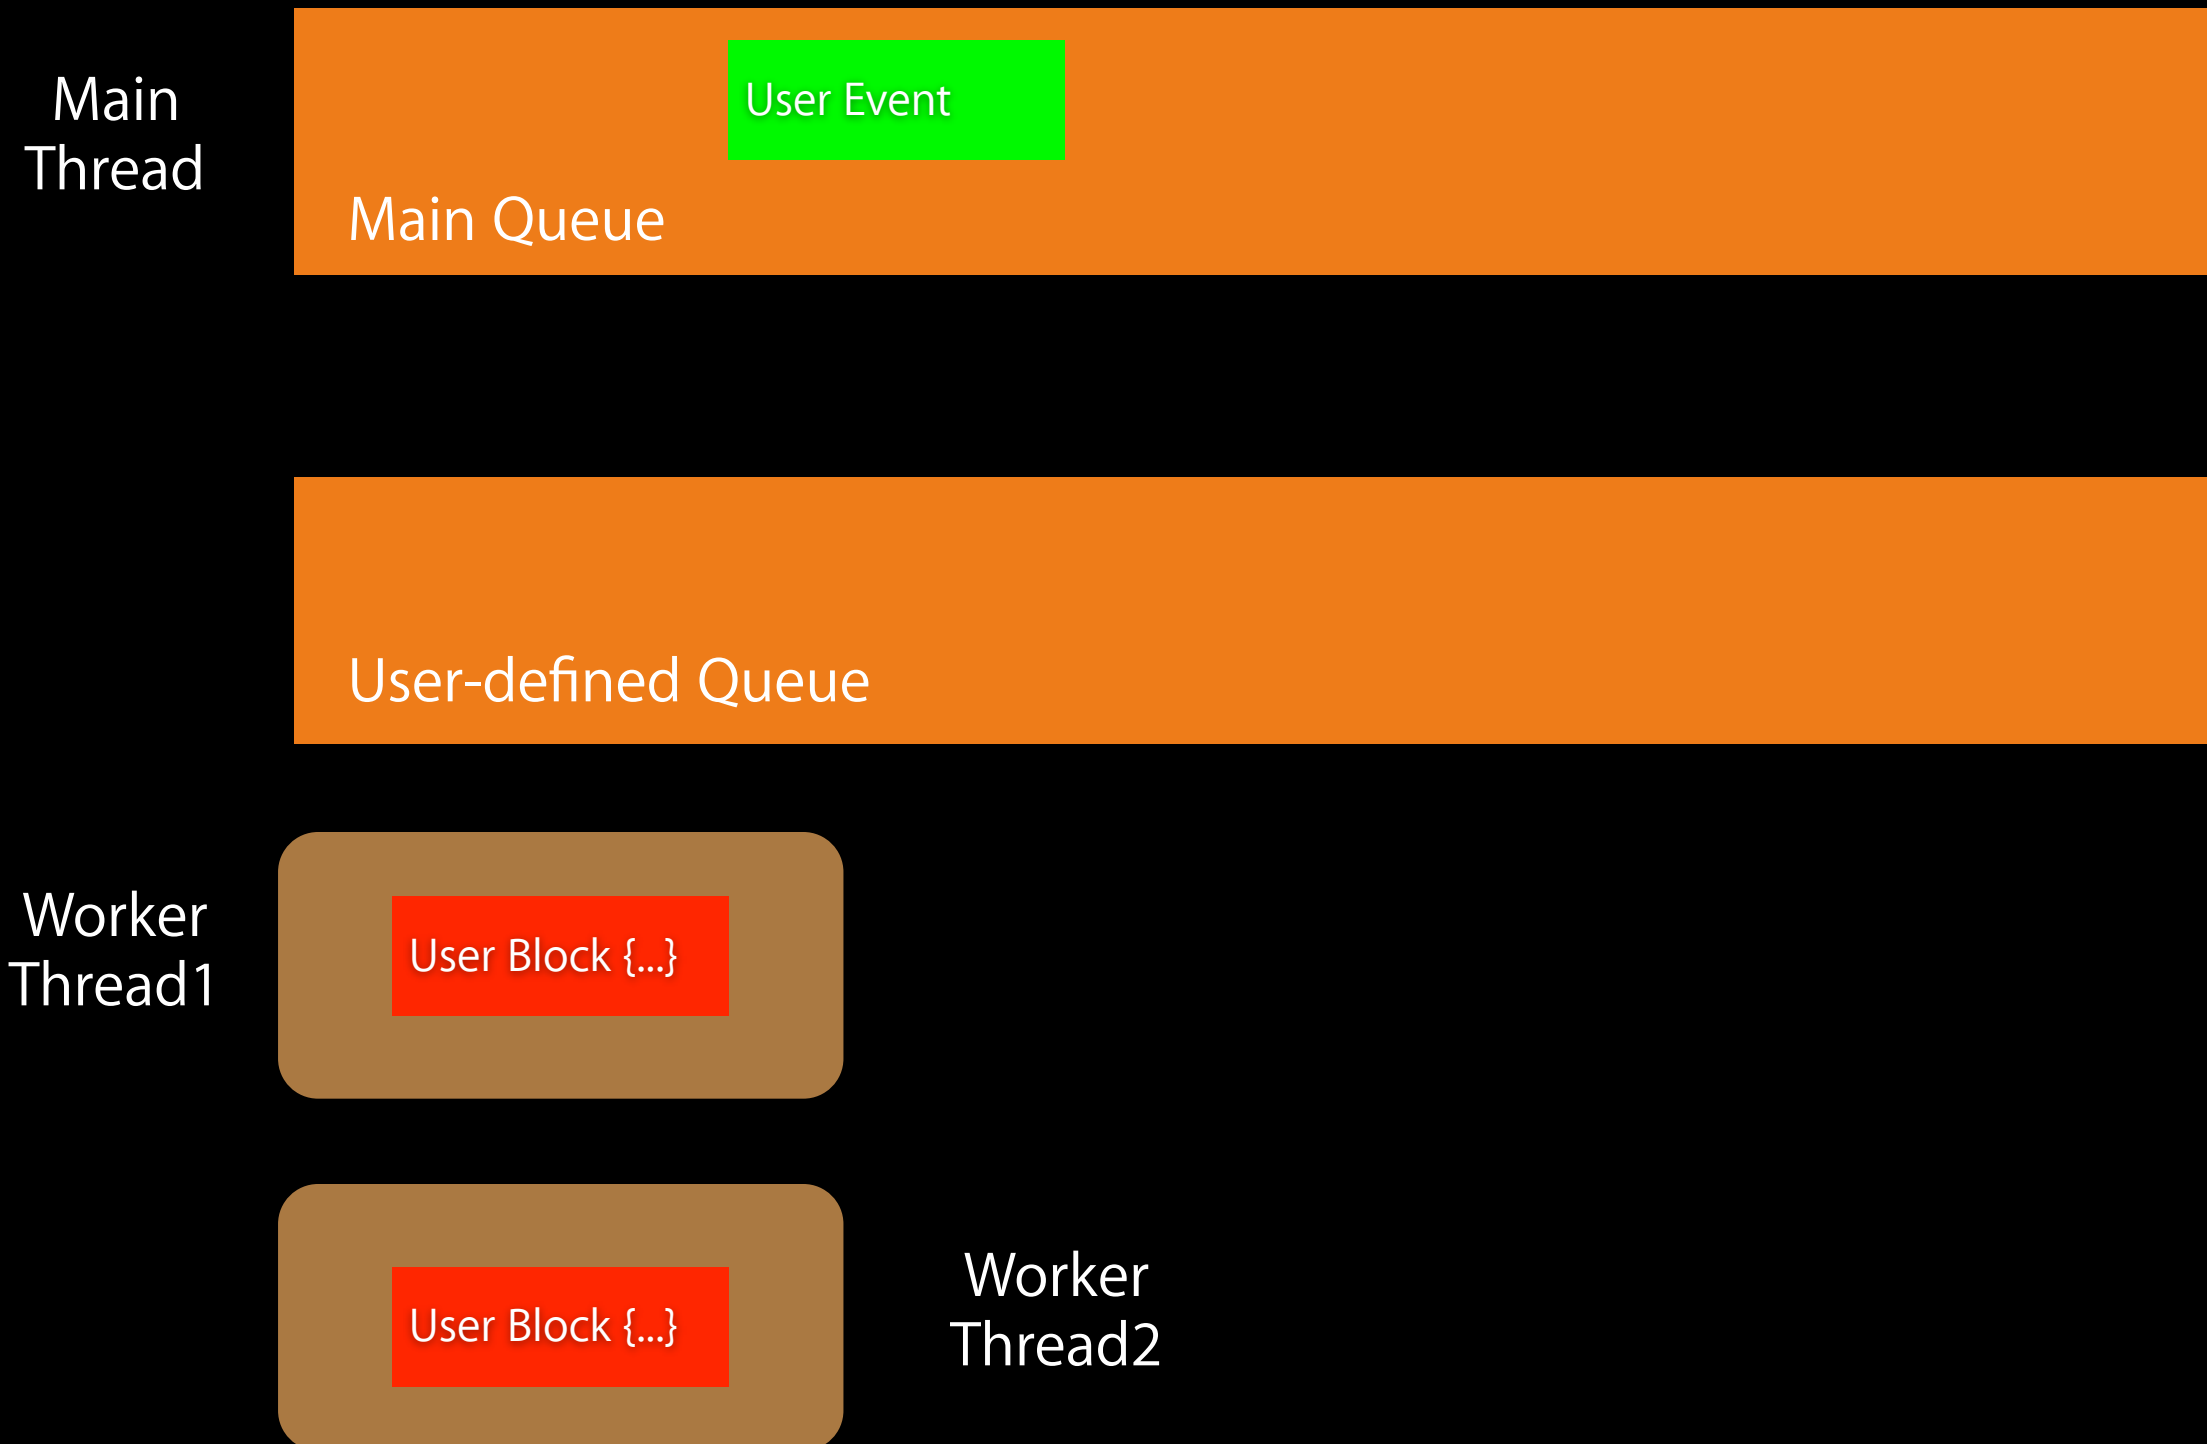 Main
Thread
User Event
Main Queue
User-defined Queue
Worker
Thread1
User Block {...}
User Block {...}
Worker
Thread2